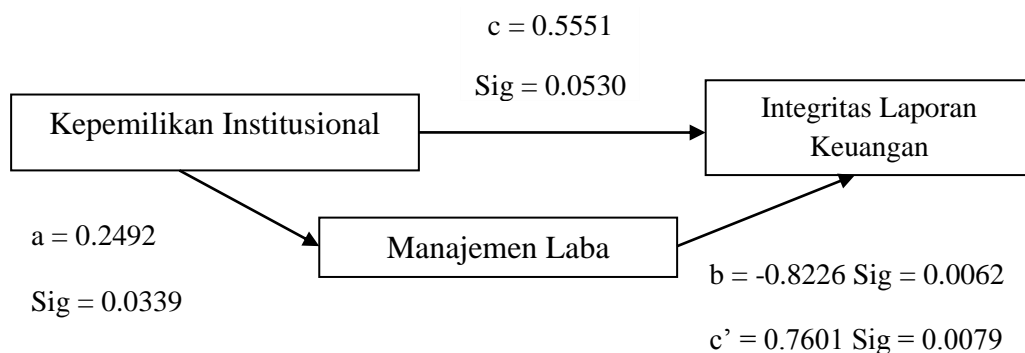 c = 0.5551
Sig = 0.0530
Kepemilikan Institusional
Integritas Laporan
Keuangan
a = 0.2492
Sig = 0.0339
Manajemen Laba
b = -0.8226 Sig = 0.0062
c’ = 0.7601 Sig = 0.0079